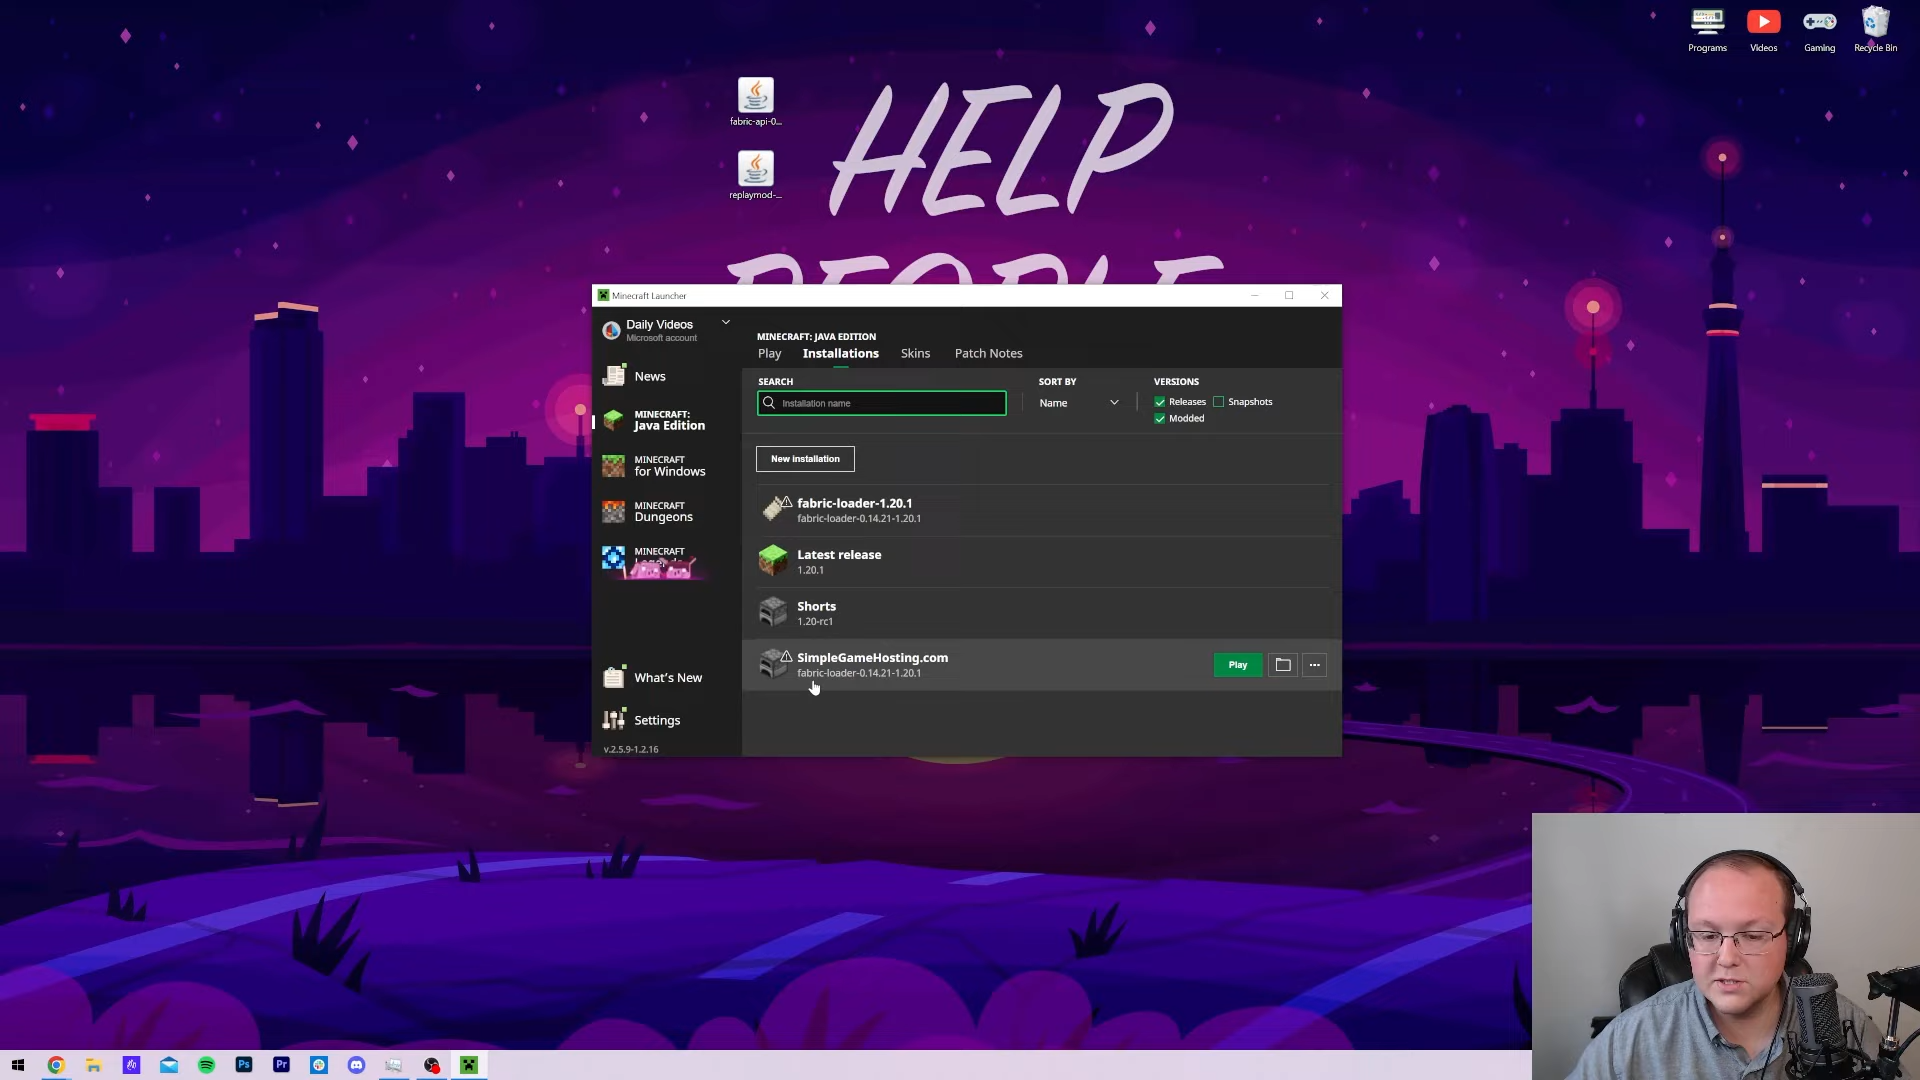 Programs
Videos
Gaming
Recycle Bin
fabric-api-0...
replaymod-...
HELP
PEOPLE
Minecraft Launcher
Daily Videos
Microsoft account
News
MINECRAFT:
Java Edition
MINECRAFT
for Windows
MINECRAFT
Dungeons
MINECRAFT
What's New
Settings
v.2.5.9-1.2.16
MINECRAFT: JAVA EDITION
Play
Installations
Skins
Patch Notes
SEARCH
Installation name
SORT BY
Name
VERSIONS
Releases
Snapshots
Modded
New installation
fabric-loader-1.20.1
fabric-loader-0.14.21-1.20.1
Latest release
1.20.1
Shorts
1.20-rc1
SimpleGameHosting.com
fabric-loader-0.14.21-1.20.1
Play
Ps
Pr